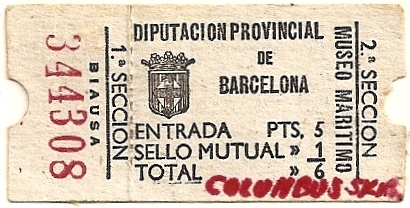 344308
BIAUSA
1.ª SECCION
DIPUTACION PROVINCIAL
DE
BARCELONA
ENTRADA PTS. 5
SELLO MUTUAL » 1
TOTAL » 6
MUSEO MARITIMO
2.ª SECCION
COLUMBUS